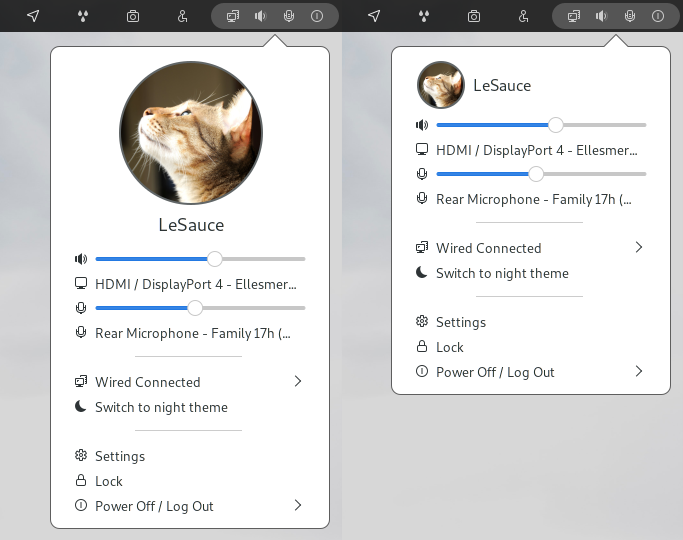 LeSauce
HDMI / DisplayPort 4 - Ellesmer...
Rear Microphone - Family 17h (...
Wired Connected
Switch to night theme
Settings
Lock
Power Off / Log Out
LeSauce
HDMI / DisplayPort 4 - Ellesmer...
Rear Microphone - Family 17h (...
Wired Connected
Switch to night theme
Settings
Lock
Power Off / Log Out